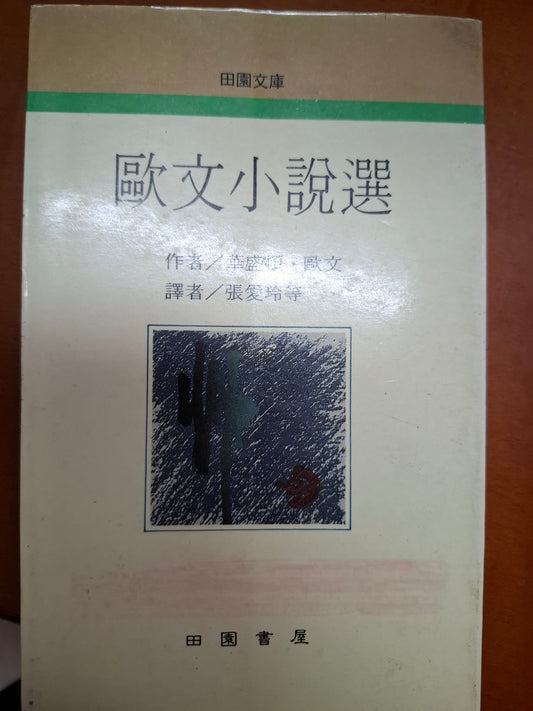 田園文庫
歐文小說選
作者／華盛頓・歐文
譯者／張愛玲等
田園書屋